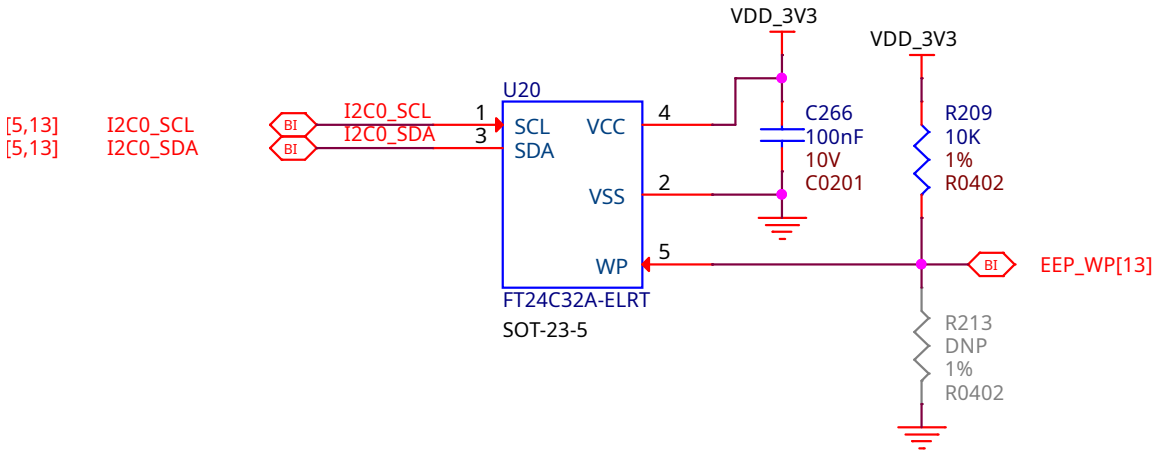 VDD_3V3
VDD_3V3
U20
[5,13] I2C0_SCL BI I2C0_SCL 1 SCL VCC 4
[5,13] I2C0_SDA BI I2C0_SDA 3 SDA
C266
100nF
10V
C0201
R209
10K
1%
R0402
VSS 2
WP 5
BI EEP_WP[13]
FT24C32A-ELRT
SOT-23-5
R213
DNP
1%
R0402